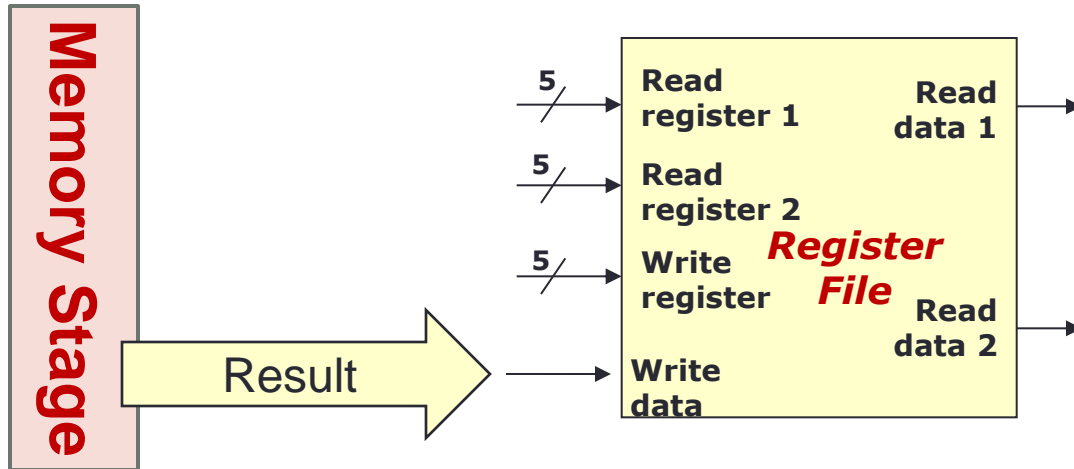 Memory Stage
Result
5
Read
register 1
5
Read
register 2
5
Write
register
Write
data
Register
File
Read
data 1
Read
data 2